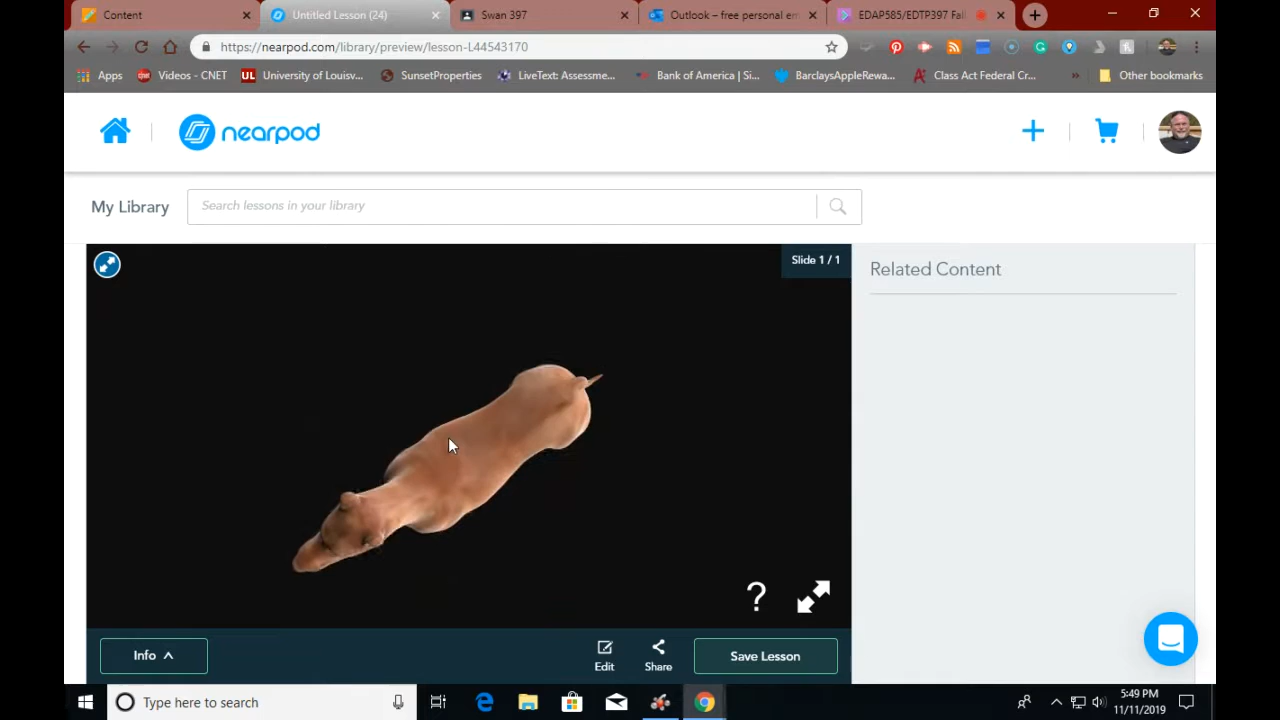 Content
Untitled Lesson (24)
Swan 397
Outlook – free personal em
EDAP585/EDTP397 Fal
https://nearpod.com/library/preview/lesson-L44543170
Apps
Videos - CNET
UL University of Louisv...
SunsetProperties
LiveText: Assessme...
Bank of America | Si...
BarclaysAppleRewa...
Class Act Federal Cr...
»
Other bookmarks
nearpod
My Library
Search lessons in your library
Slide 1 / 1
Related Content
?
Info
Edit
Share
Save Lesson
Type here to search
5:49 PM
11/11/2019